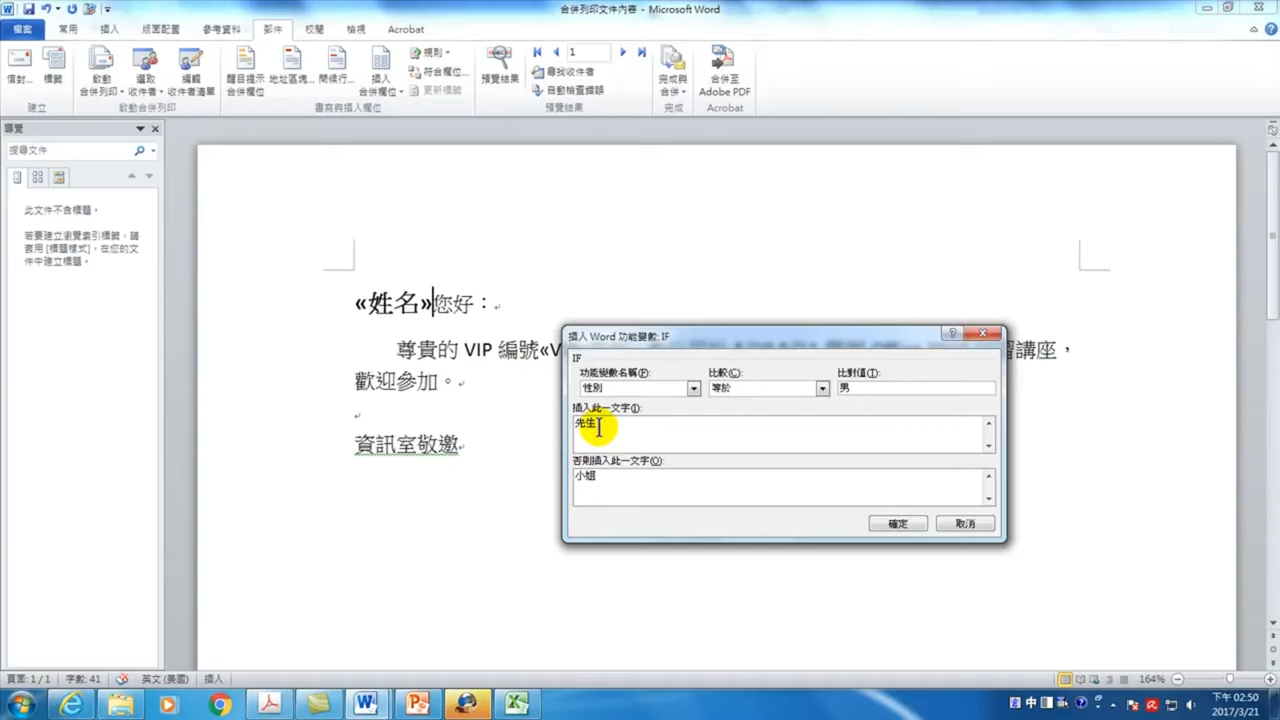 合併列印文件內容 - Microsoft Word
檔案 常用 插入 版面配置 參考資料 郵件 校閱 檢視 Acrobat
信封... 標籤
建立
啟動合併列印 選取收件者 編輯收件者清單
啟動合併列印
醒目提示合併欄位 地址區塊... 問候行... 插入合併欄位
規則
符合欄位...
更新標籤
書寫與插入欄位
預覽結果
1
尋找收件者
自動檢查錯誤
預覽結果
完成與合併
完成
合併至 Adobe PDF
Acrobat
導覽
搜尋文件
此文件不含標題。
若要建立瀏覽索引標籤，請
套用 [標題樣式]，在您的文
件中建立標題。
«姓名»您好：
尊貴的 VIP 編號«V
講座，
歡迎參加。
資訊室敬邀
插入 Word 功能變數: IF
IF
功能變數名稱(F): 比較(C): 比對值(T):
性別 等於 男
插入此一文字(I):
先生
否則插入此一文字(O):
小姐
確定 取消
頁面: 1/1 字數: 41 英文 (美國) 插入 164%
中
下午 02:50
2017/3/21